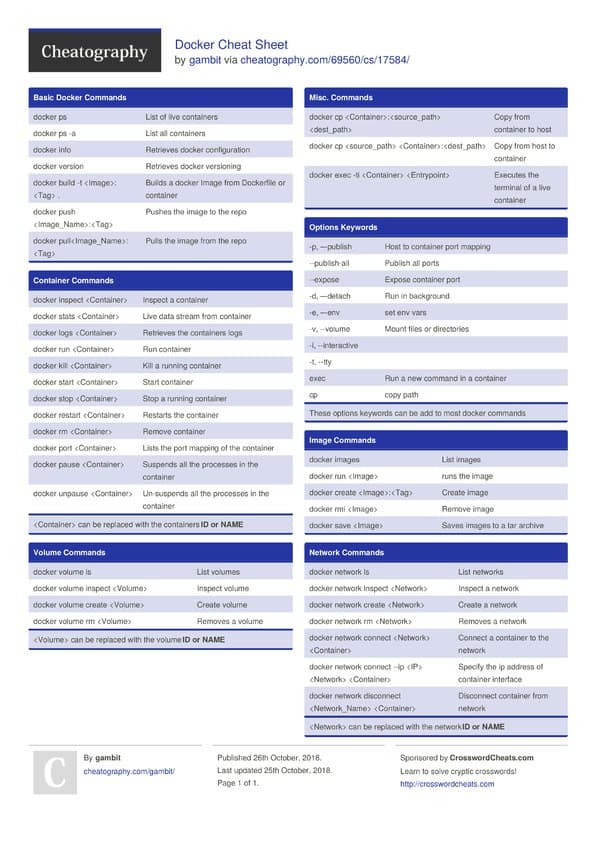 Cheatography
Docker Cheat Sheet
by gambit via cheatography.com/69560/cs/17584/
Basic Docker Commands
docker ps List of live containers
docker ps -a List all containers
docker info Retrieves docker configuration
docker version Retrieves docker versioning
docker build -t <Image>: Builds a docker Image from Dockerfile or
<Tag> . container
docker push Pushes the image to the repo
<Image_Name>:<Tag>
docker pull<Image_Name>: Pulls the image from the repo
<Tag>
Container Commands
docker inspect <Container> Inspect a container
docker stats <Container> Live data stream from container
docker logs <Container> Retrieves the containers logs
docker run <Container> Run container
docker kill <Container> Kill a running container
docker start <Container> Start container
docker stop <Container> Stop a running container
docker restart <Container> Restarts the container
docker rm <Container> Remove container
docker port <Container> Lists the port mapping of the container
docker pause <Container> Suspends all the processes in the
container
docker unpause <Container> Un-suspends all the processes in the
container
<Container> can be replaced with the containers ID or NAME
Volume Commands
docker volume ls List volumes
docker volume inspect <Volume> Inspect volume
docker volume create <Volume> Create volume
docker volume rm <Volume> Removes a volume
<Volume> can be replaced with the volume ID or NAME
Misc. Commands
docker cp <Container>:<source_path> Copy from
<dest_path> container to host
docker cp <source_path> <Container>:<dest_path> Copy from host to
container
docker exec -ti <Container> <Entrypoint> Executes the
terminal of a live
container
Options Keywords
-p, —publish Host to container port mapping
--publish-all Publish all ports
--expose Expose container port
-d, —detach Run in background
-e, —env set env vars
-v, --volume Mount files or directories
-i, --interactive
-t, --tty
exec Run a new command in a container
cp copy path
These options keywords can be add to most docker commands
Image Commands
docker images List images
docker run <Image> runs the image
docker create <Image>:<Tag> Create image
docker rmi <Image> Remove image
docker save <Image> Saves images to a tar archive
Network Commands
docker network ls List networks
docker network inspect <Network> Inspect a network
docker network create <Network> Create a network
docker network rm <Network> Removes a network
docker network connect <Network> Connect a container to the
<Container> network
docker network connect --ip <IP> Specify the ip address of
<Network> <Container> container interface
docker network disconnect Disconnect container from
<Network_Name> <Container> network
<Network> can be replaced with the network ID or NAME
C
By gambit
cheatography.com/gambit/
Published 26th October, 2018.
Last updated 25th October, 2018.
Page 1 of 1.
Sponsored by CrosswordCheats.com
Learn to solve cryptic crosswords!
http://crosswordcheats.com